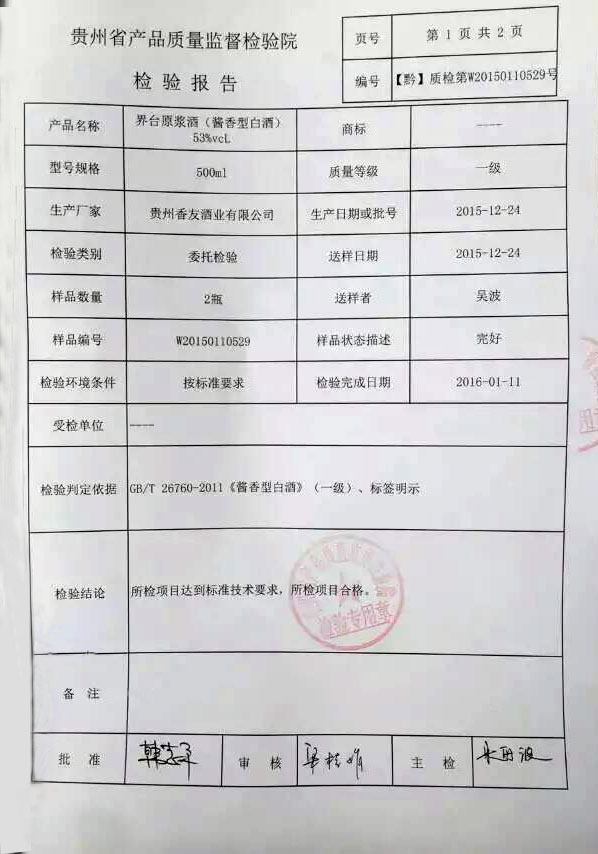 贵州省产品质量监督检验院
检验报告
页号 第 1 页 共 2 页
编号 【黔】质检第W20150110529号
产品名称 界台原浆酒（酱香型白酒） 53%vcL 商标 ----
型号规格 500ml 质量等级 一级
生产厂家 贵州香友酒业有限公司 生产日期或批号 2015-12-24
检验类别 委托检验 送样日期 2015-12-24
样品数量 2瓶 送样者 吴波
样品编号 W20150110529 样品状态描述 完好
检验环境条件 按标准要求 检验完成日期 2016-01-11
受检单位 ----
检验判定依据 GB/T 26760-2011《酱香型白酒》（一级）、标签明示
检验结论 所检项目达到标准技术要求，所检项目合格。
检验专用章
备 注
批 准 审 核 主 检